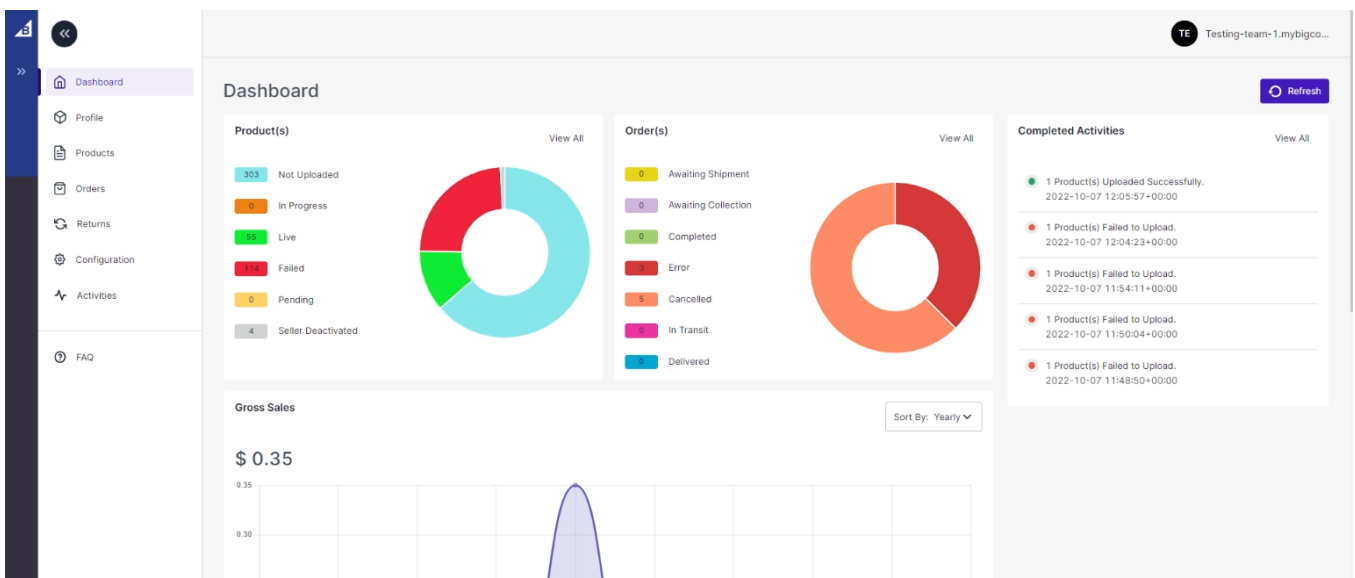 B
TE Testing-team-1.mybigco...
Dashboard
Profile
Products
Orders
Returns
Configuration
Activities
FAQ
Dashboard
Refresh
Product(s)
View All
303 Not Uploaded
0 In Progress
55 Live
114 Failed
0 Pending
4 Seller Deactivated
Order(s)
View All
0 Awaiting Shipment
0 Awaiting Collection
0 Completed
3 Error
5 Cancelled
0 In Transit
0 Delivered
Completed Activities
View All
1 Product(s) Uploaded Successfully.
2022-10-07 12:05:57+00:00
1 Product(s) Failed to Upload.
2022-10-07 12:04:23+00:00
1 Product(s) Failed to Upload.
2022-10-07 11:54:11+00:00
1 Product(s) Failed to Upload.
2022-10-07 11:50:04+00:00
1 Product(s) Failed to Upload.
2022-10-07 11:48:50+00:00
Gross Sales
Sort By: Yearly
$ 0.35
0.35
0.30